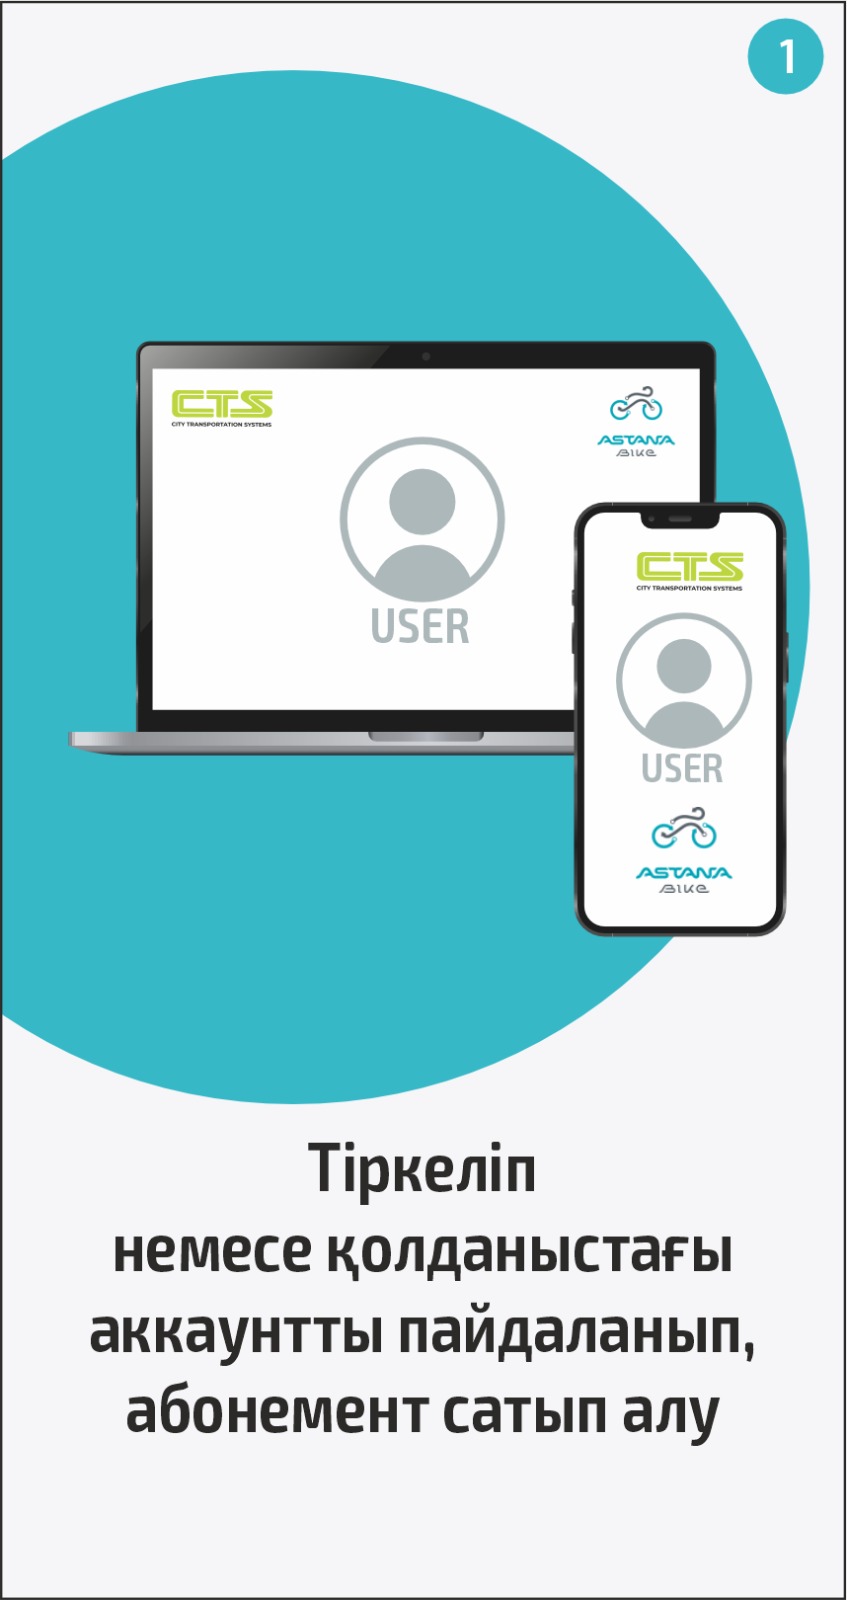 1
CTS
CITY TRANSPORTATION SYSTEMS
ASTANA
BIKE
USER
CTS
CITY TRANSPORTATION SYSTEMS
USER
ASTANA
BIKE
Тіркеліп
немесе қолданыстағы
аккаунтты пайдаланып,
абонемент сатып алу